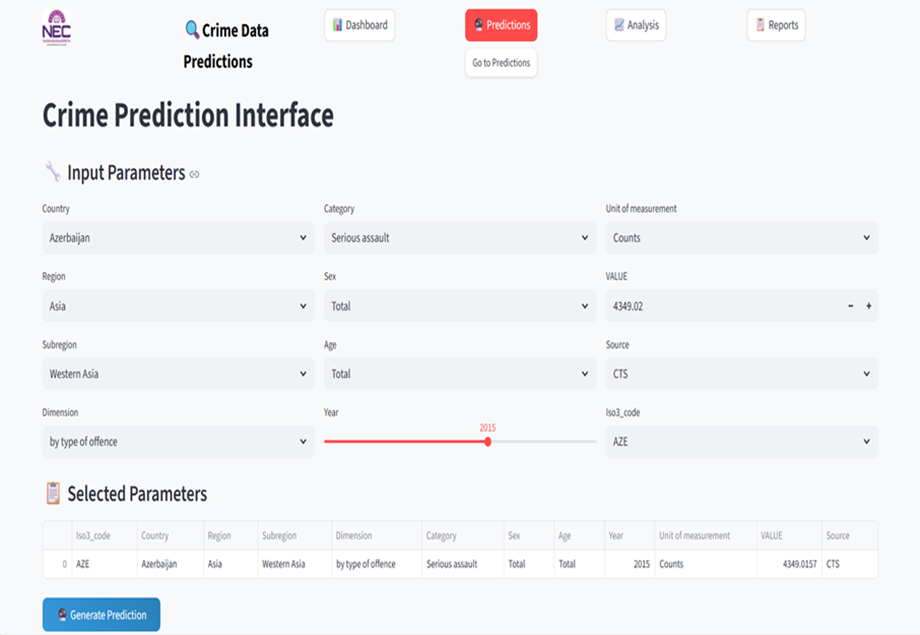 NEC
Crime Data
Predictions
Dashboard
Predictions
Go to Predictions
Analysis
Reports
Crime Prediction Interface
Input Parameters
Country Category Unit of measurement
Azerbaijan Serious assault Counts
Region Sex VALUE
Asia Total 4349.02 - +
Subregion Age Source
Western Asia Total CTS
Dimension Year Iso3_code
2015
by type of offence AZE
Selected Parameters
Iso3_code Country Region Subregion Dimension Category Sex Age Year Unit of measurement VALUE Source
0 AZE Azerbaijan Asia Western Asia by type of offence Serious assault Total Total 2015 Counts 4349.0157 CTS
Generate Prediction